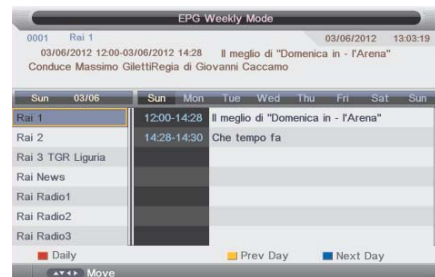 EPG Weekly Mode
0001 Rai 1 03/06/2012 13:03:19
03/06/2012 12:00-03/06/2012 14:28 Il meglio di "Domenica in - l'Arena"
Conduce Massimo GilettiRegia di Giovanni Caccamo
Sun 03/06 Sun Mon Tue Wed Thu Fri Sat Sun
Rai 1 12:00-14:28 Il meglio di "Domenica in - l'Arena"
Rai 2 14:28-14:30 Che tempo fa
Rai 3 TGR Liguria
Rai News
Rai Radio1
Rai Radio2
Rai Radio3
Daily Prev Day Next Day
Move